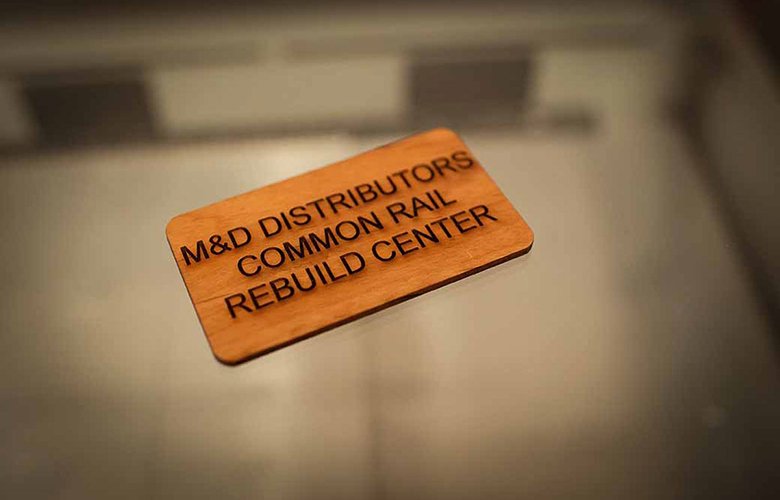 M&D DISTRIBUTORS
COMMON RAIL
REBUILD CENTER